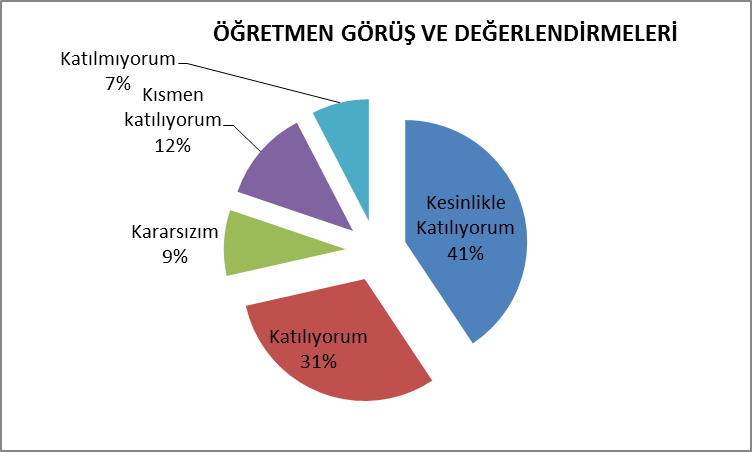 ÖĞRETMEN GÖRÜŞ VE DEĞERLENDİRMELERİ
Katılmıyorum
7%
Kısmen
katılıyorum
12%
Kesinlikle
Katılıyorum
41%
Kararsızım
9%
Katılıyorum
31%